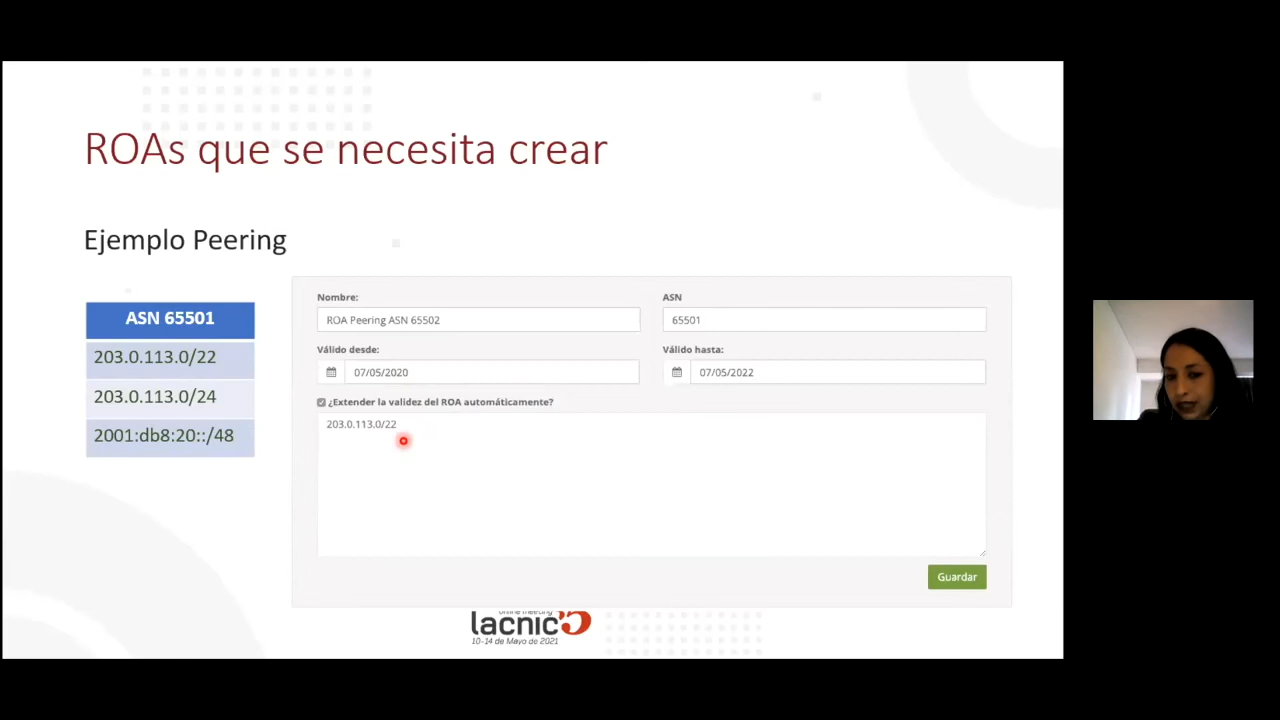 ROAs que se necesita crear
Ejemplo Peering
ASN 65501
203.0.113.0/22
203.0.113.0/24
2001:db8:20::/48
Nombre:
ASN
ROA Peering ASN 65502
65501
Válido desde:
Válido hasta:
07/05/2020
07/05/2022
¿Extender la validez del ROA automáticamente?
203.0.113.0/22
Guardar
online meeting
lacnic35
10-14 de Mayo de 2021